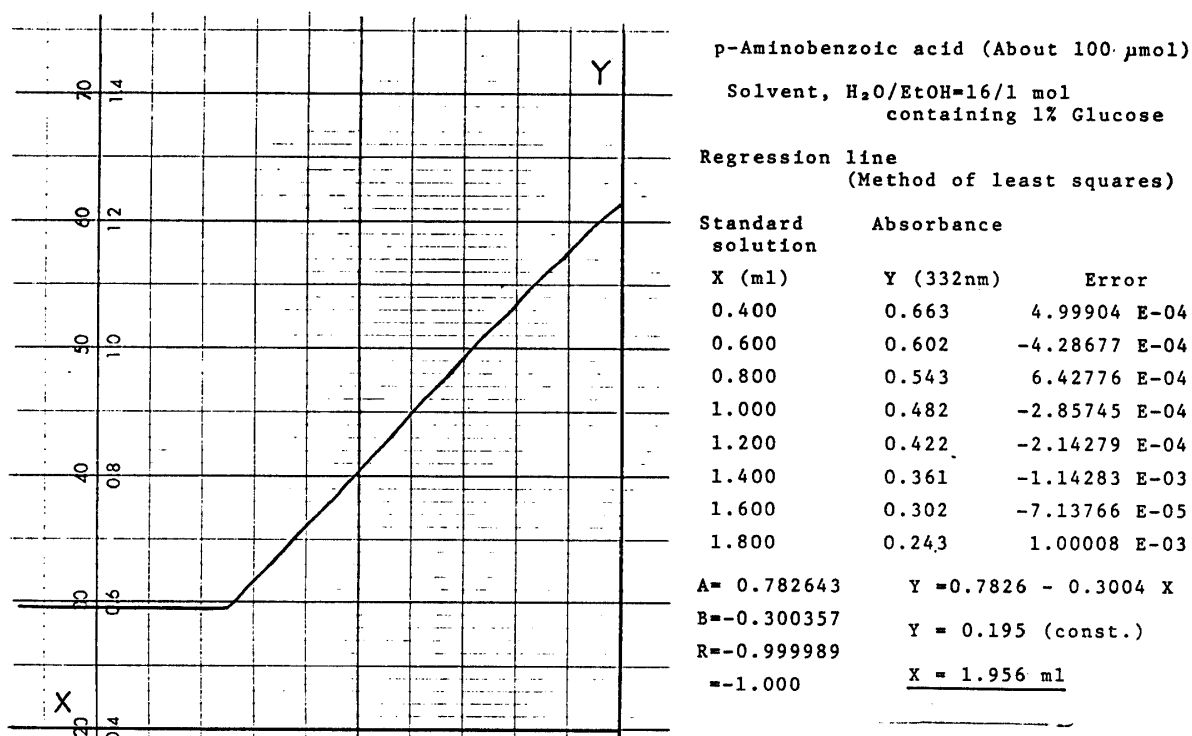 Y
70
1.4
60
1.2
50
1.0
40
0.8
30
0.6
X
20
0.4
p-Aminobenzoic acid (About 100 μmol)
Solvent, H₂O/EtOH=16/1 mol
containing 1% Glucose
Regression line
(Method of least squares)
Standard Absorbance
solution
X (ml) Y (332nm) Error
0.400 0.663 4.99904 E-04
0.600 0.602 -4.28677 E-04
0.800 0.543 6.42776 E-04
1.000 0.482 -2.85745 E-04
1.200 0.422 -2.14279 E-04
1.400 0.361 -1.14283 E-03
1.600 0.302 -7.13766 E-05
1.800 0.243 1.00008 E-03
A= 0.782643 Y =0.7826 - 0.3004 X
B=-0.300357
Y = 0.195 (const.)
R=-0.999989
=-1.000 X = 1.956 ml